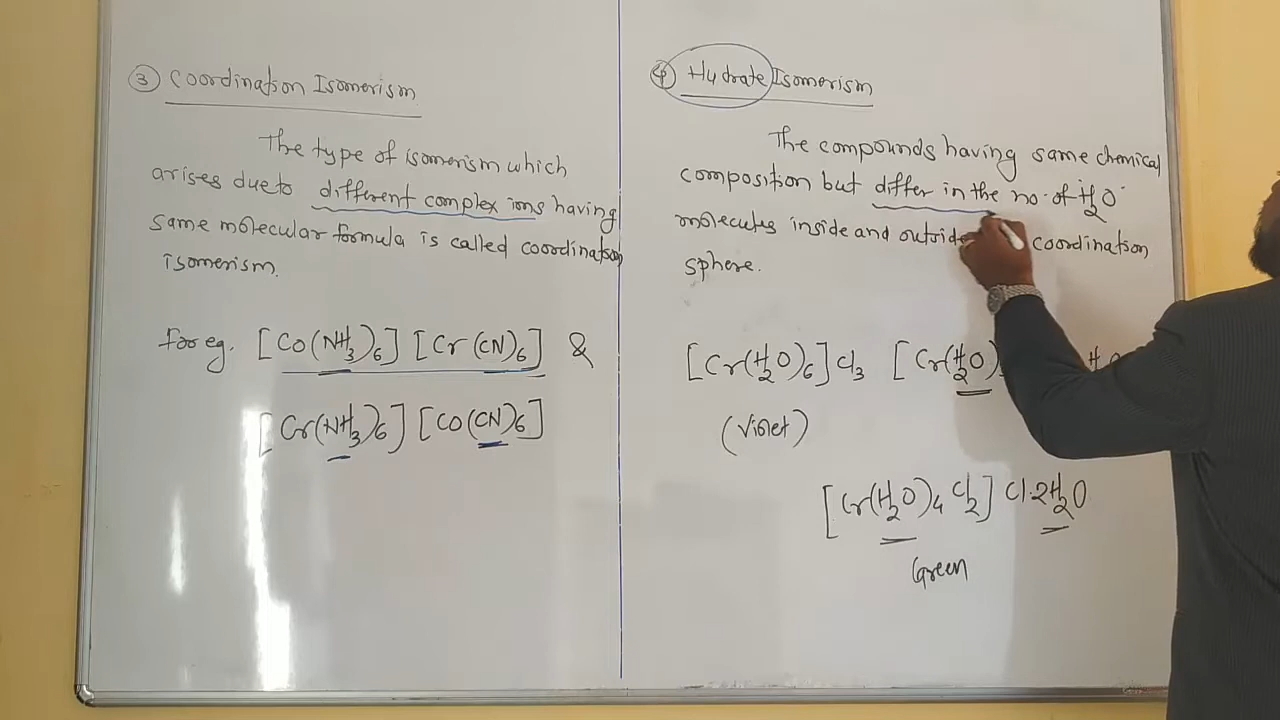 ③ Coordination Isomerism
The type of isomerism which
arises due to different complex ions having
same molecular formula is called coordination
isomerism.
For eg. [Co(NH₃)₆] [Cr(CN)₆] &
[Cr(NH₃)₆] [Co(CN)₆]
④ Hydrate Isomerism
The compounds having same chemical
composition but differ in the no. of H₂O
molecules inside and outside coordination
sphere.
[Cr(H₂O)₆]Cl₃ [Cr(H₂O)
(Violet)
[Cr(H₂O)₄Cl₂]Cl.2H₂O
Green